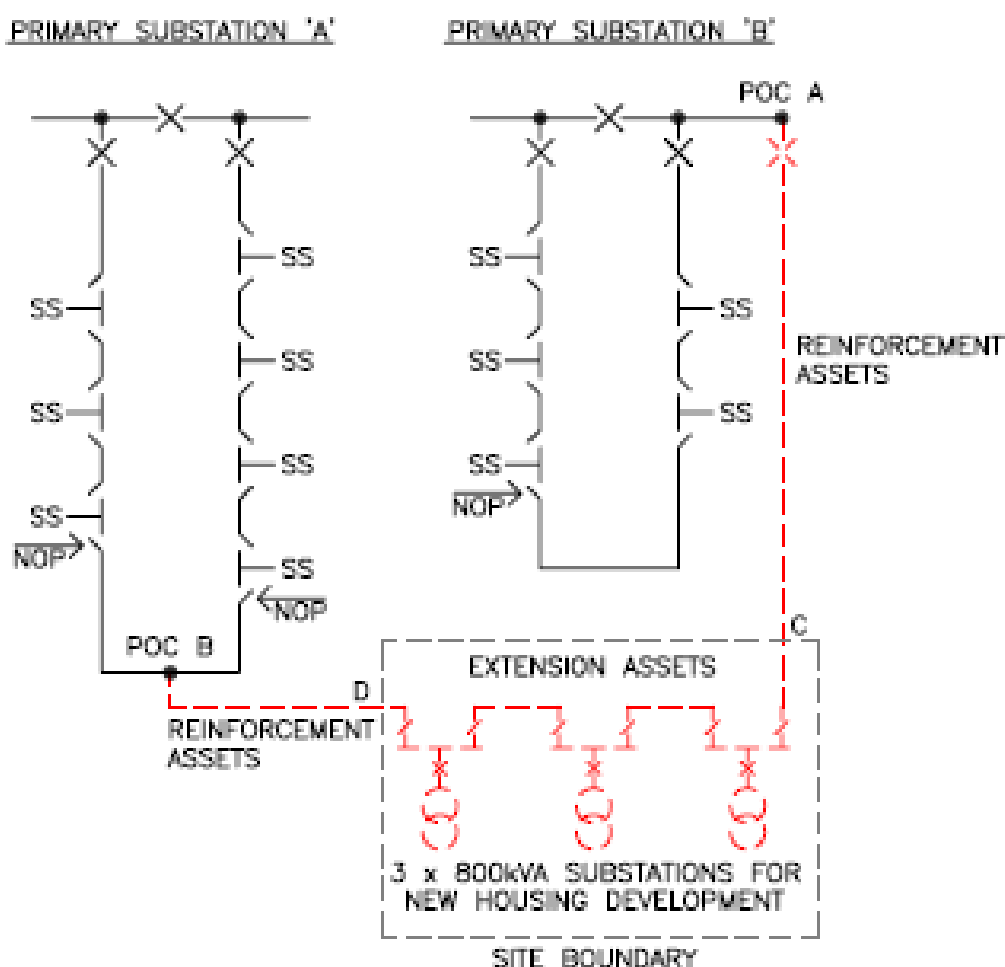 PRIMARY SUBSTATION 'A'
PRIMARY SUBSTATION 'B'
POC A
SS
SS
SS
SS
SS
SS
SS
NOP
SS
NOP
POC B
SS
SS
SS
SS
NOP
REINFORCEMENT
ASSETS
C
EXTENSION ASSETS
D
REINFORCEMENT
ASSETS
3 x 800kVA SUBSTATIONS FOR
NEW HOUSING DEVELOPMENT
SITE BOUNDARY